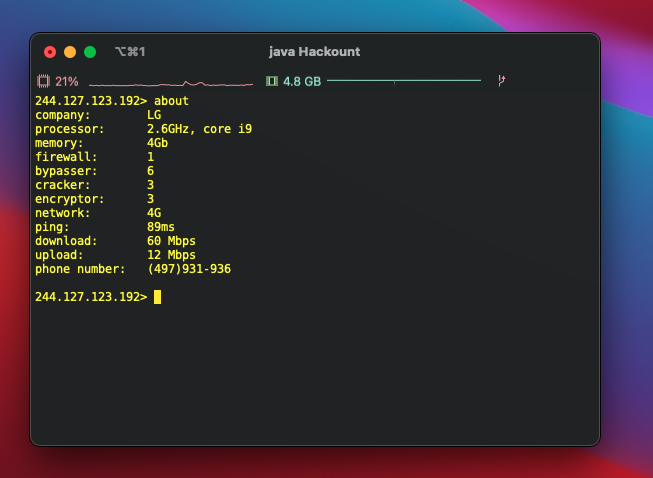 ⌥⌘1
java Hackount
21%
4.8 GB
244.127.123.192> about
company: LG
processor: 2.6GHz, core i9
memory: 4Gb
firewall: 1
bypasser: 6
cracker: 3
encryptor: 3
network: 4G
ping: 89ms
download: 60 Mbps
upload: 12 Mbps
phone number: (497)931-936
244.127.123.192>